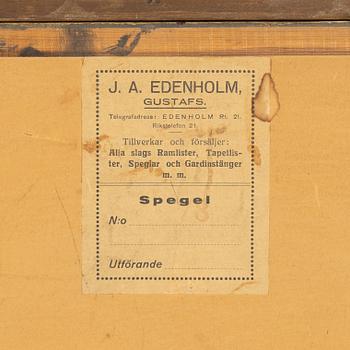 J. A. EDENHOLM,
GUSTAFS.
Telegrafadress: EDENHOLM Rt. 21.
Rikstelefon 21.
Tillverkar och försäljer:
Alla slags Ramlister, Tapetlis-
ter, Speglar och Gardinstänger
m. m.
Spegel
N:o
Utförande